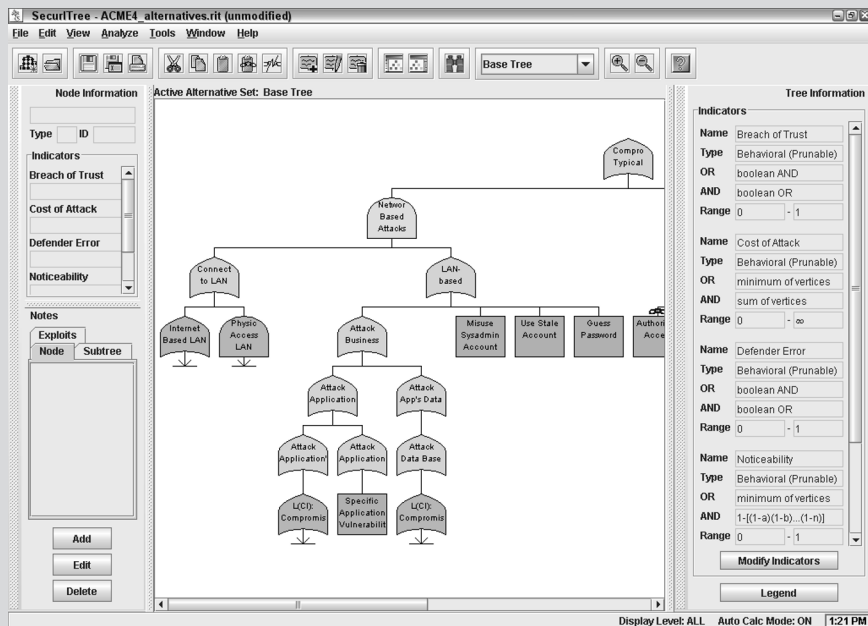 SecurITree - ACME4_alternatives.rit (unmodified)
File Edit View Analyze Tools Window Help
Base Tree
Node Information
Type ID
Indicators
Breach of Trust
Cost of Attack
Defender Error
Noticeability
Notes
Exploits
Node Subtree
Add
Edit
Delete
Active Alternative Set: Base Tree
Compro
Typical
Networ
Based
Attacks
Connect
to LAN
LAN-
based
Internet
Based LAN
Physic
Access
LAN
Attack
Business
Misuse
Sysadmin
Account
Use Stale
Account
Guess
Password
Authori
Acce
Attack
Application
Attack
App's Data
Attack
Application'
Attack
Application
Attack
Data Base
L(CI):
Compromis
Specific
Application
Vulnerabilit
L(CI):
Compromis
Tree Information
Indicators
Name Breach of Trust
Type Behavioral (Prunable)
OR boolean AND
AND boolean OR
Range 0 - 1
Name Cost of Attack
Type Behavioral (Prunable)
OR minimum of vertices
AND sum of vertices
Range 0 - ∞
Name Defender Error
Type Behavioral (Prunable)
OR boolean AND
AND boolean OR
Range 0 - 1
Name Noticeability
Type Behavioral (Prunable)
OR minimum of vertices
AND 1-[(1-a)(1-b)...(1-n)]
Range 0 - 1
Modify Indicators
Legend
Display Level: ALL Auto Calc Mode: ON 1:21 PM